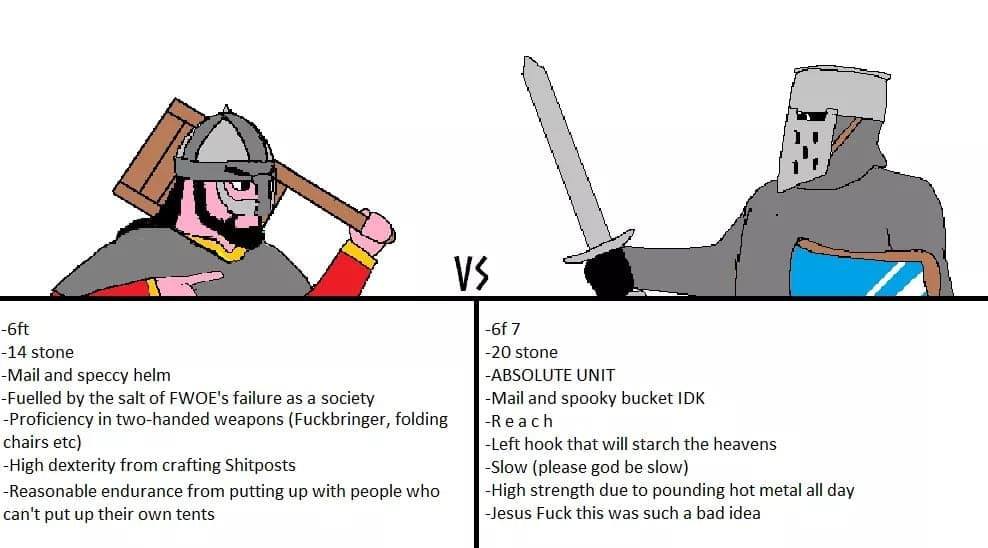 VS
-6ft
-14 stone
-Mail and speccy helm
-Fuelled by the salt of FWOE's failure as a society
-Proficiency in two-handed weapons (Fuckbringer, folding
chairs etc)
-High dexterity from crafting Shitposts
-Reasonable endurance from putting up with people who
can't put up their own tents
-6f 7
-20 stone
-ABSOLUTE UNIT
-Mail and spooky bucket IDK
-R e a c h
-Left hook that will starch the heavens
-Slow (please god be slow)
-High strength due to pounding hot metal all day
-Jesus Fuck this was such a bad idea